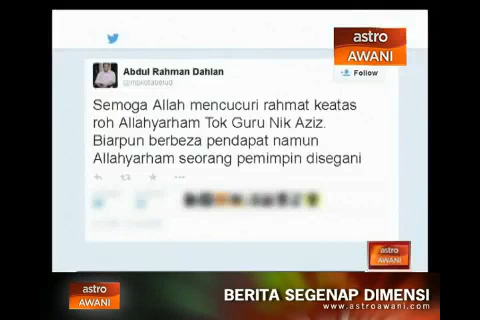 astro
AWANI
Abdul Rahman Dahlan
@mpkotabelud
Follow
Semoga Allah mencucuri rahmat keatas
roh Allahyarham Tok Guru Nik Aziz.
Biarpun berbeza pendapat namun
Allahyarham seorang pemimpin disegani
astro
AWANI
astro
AWANI
BERITA SEGENAP DIMENSI
www.astroawani.com